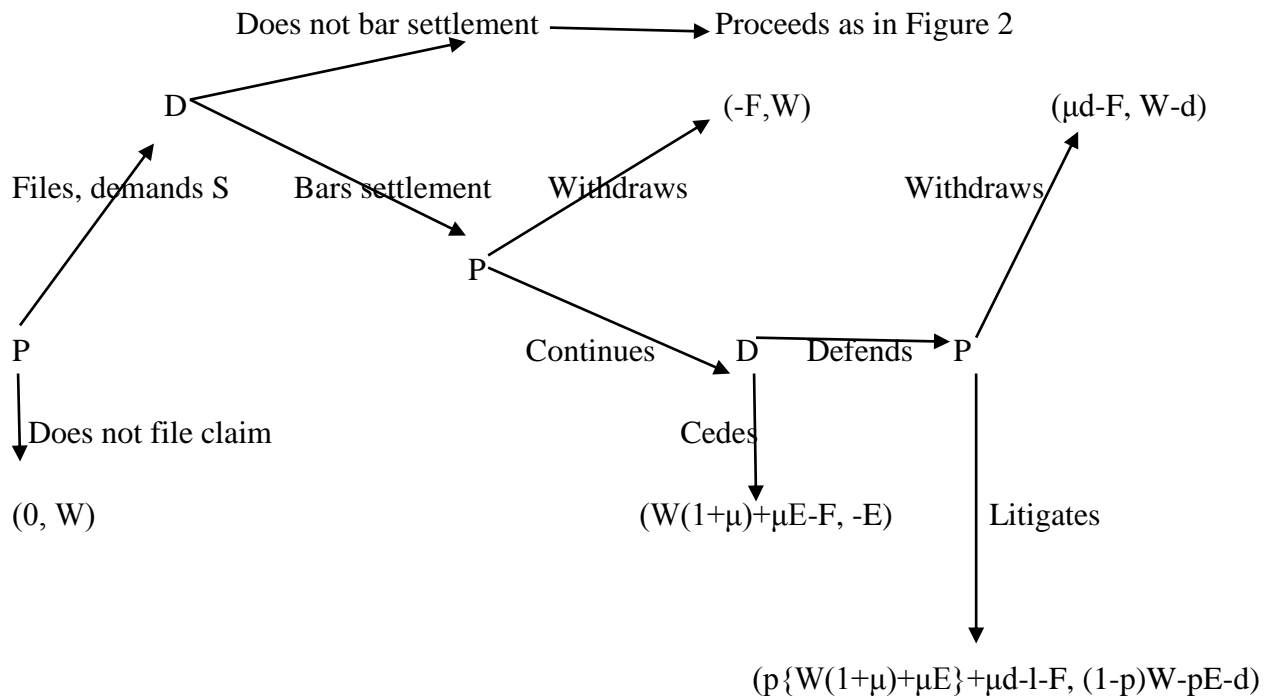 Does not bar settlement Proceeds as in Figure 2
D (-F,W) (μd-F, W-d)
Files, demands S Bars settlement Withdraws Withdraws
P
P Continues D Defends P
Does not file claim Cedes
(0, W) (W(1+μ)+μE-F, -E) Litigates
(p{W(1+μ)+μE}+μd-l-F, (1-p)W-pE-d)